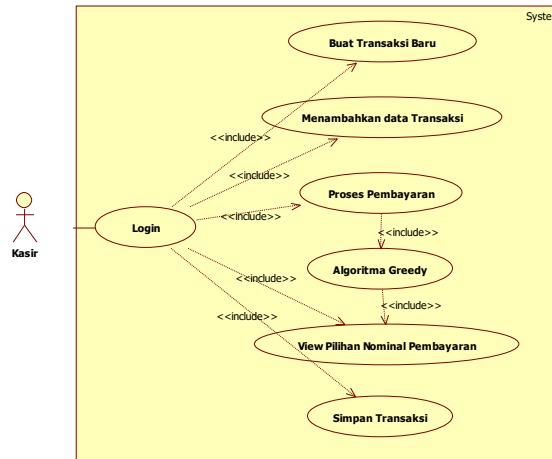 Syste
Buat Transaksi Baru
<<include>>
Menambahkan data Transaksi
<<include>>
Proses Pembayaran
<<include>>
Kasir
Login
<<include>>
Algoritma Greedy
<<include>>
<<include>>
<<include>>
View Pilihan Nominal Pembayaran
Simpan Transaksi